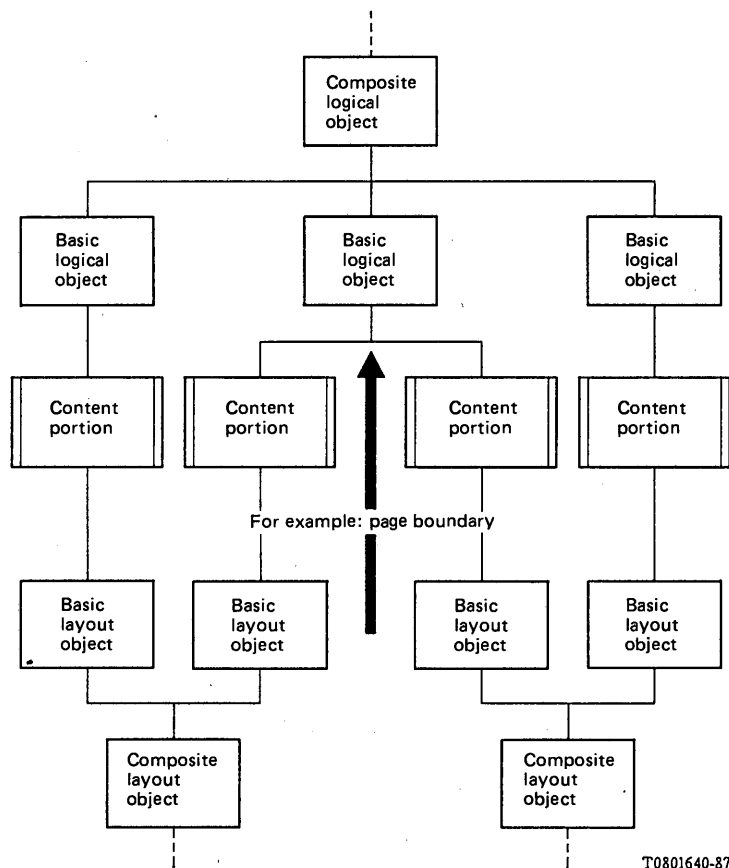 Composite
logical
object
Basic
logical
object
Basic
logical
object
Basic
logical
object
Content
portion
Content
portion
Content
portion
Content
portion
For example: page boundary
Basic
layout
object
Basic
layout
object
Basic
layout
object
Basic
layout
object
Composite
layout
object
Composite
layout
object
T0801640-87